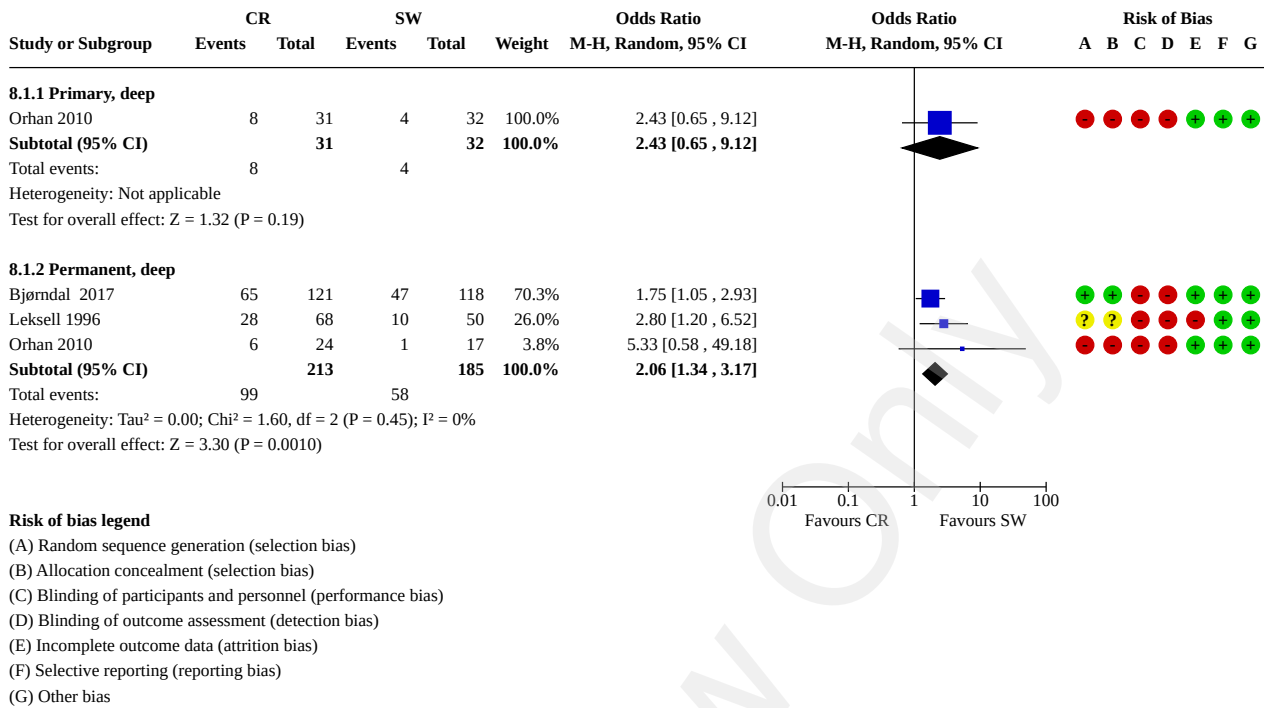 CR SW Odds Ratio Odds Ratio Risk of Bias
Study or Subgroup Events Total Events Total Weight M-H, Random, 95% CI M-H, Random, 95% CI A B C D E F G
8.1.1 Primary, deep
Orhan 2010 8 31 4 32 100.0% 2.43 [0.65 , 9.12] - - - - + + +
Subtotal (95% CI) 31 32 100.0% 2.43 [0.65 , 9.12]
Total events: 8 4
Heterogeneity: Not applicable
Test for overall effect: Z = 1.32 (P = 0.19)
8.1.2 Permanent, deep
Bjørndal 2017 65 121 47 118 70.3% 1.75 [1.05 , 2.93] + + - - + + +
Leksell 1996 28 68 10 50 26.0% 2.80 [1.20 , 6.52] ? ? - - - + +
Orhan 2010 6 24 1 17 3.8% 5.33 [0.58 , 49.18] - - - - + + +
Subtotal (95% CI) 213 185 100.0% 2.06 [1.34 , 3.17]
Total events: 99 58
Heterogeneity: Tau² = 0.00; Chi² = 1.60, df = 2 (P = 0.45); I² = 0%
Test for overall effect: Z = 3.30 (P = 0.0010)
0.01 0.1 1 10 100
Favours CR Favours SW
Risk of bias legend
(A) Random sequence generation (selection bias)
(B) Allocation concealment (selection bias)
(C) Blinding of participants and personnel (performance bias)
(D) Blinding of outcome assessment (detection bias)
(E) Incomplete outcome data (attrition bias)
(F) Selective reporting (reporting bias)
(G) Other bias
Only